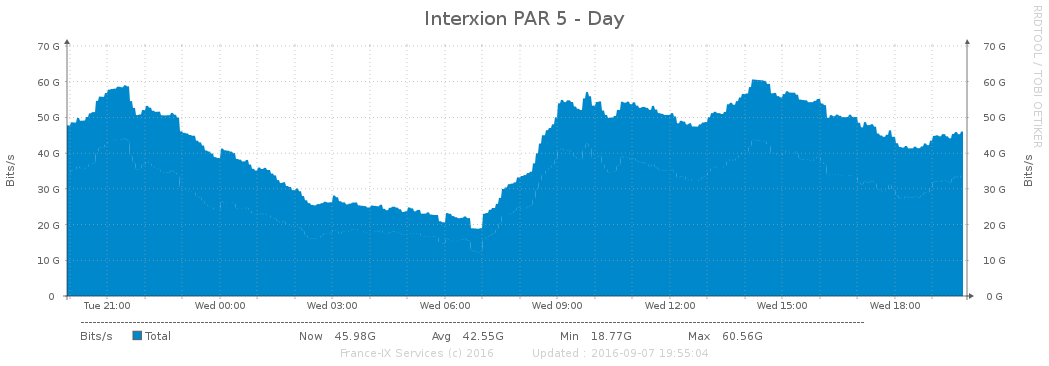 Interxion PAR 5 - Day
RRDTOOL / TOBI OETIKER
Bits/s
70 G
60 G
50 G
40 G
30 G
20 G
10 G
0
70 G
60 G
50 G
40 G
30 G
20 G
10 G
0 G
Bits/s
Tue 21:00 Wed 00:00 Wed 03:00 Wed 06:00 Wed 09:00 Wed 12:00 Wed 15:00 Wed 18:00
Bits/s Total Now 45.98G Avg 42.55G Min 18.77G Max 60.56G
France-IX Services (c) 2016 Updated : 2016-09-07 19:55:04